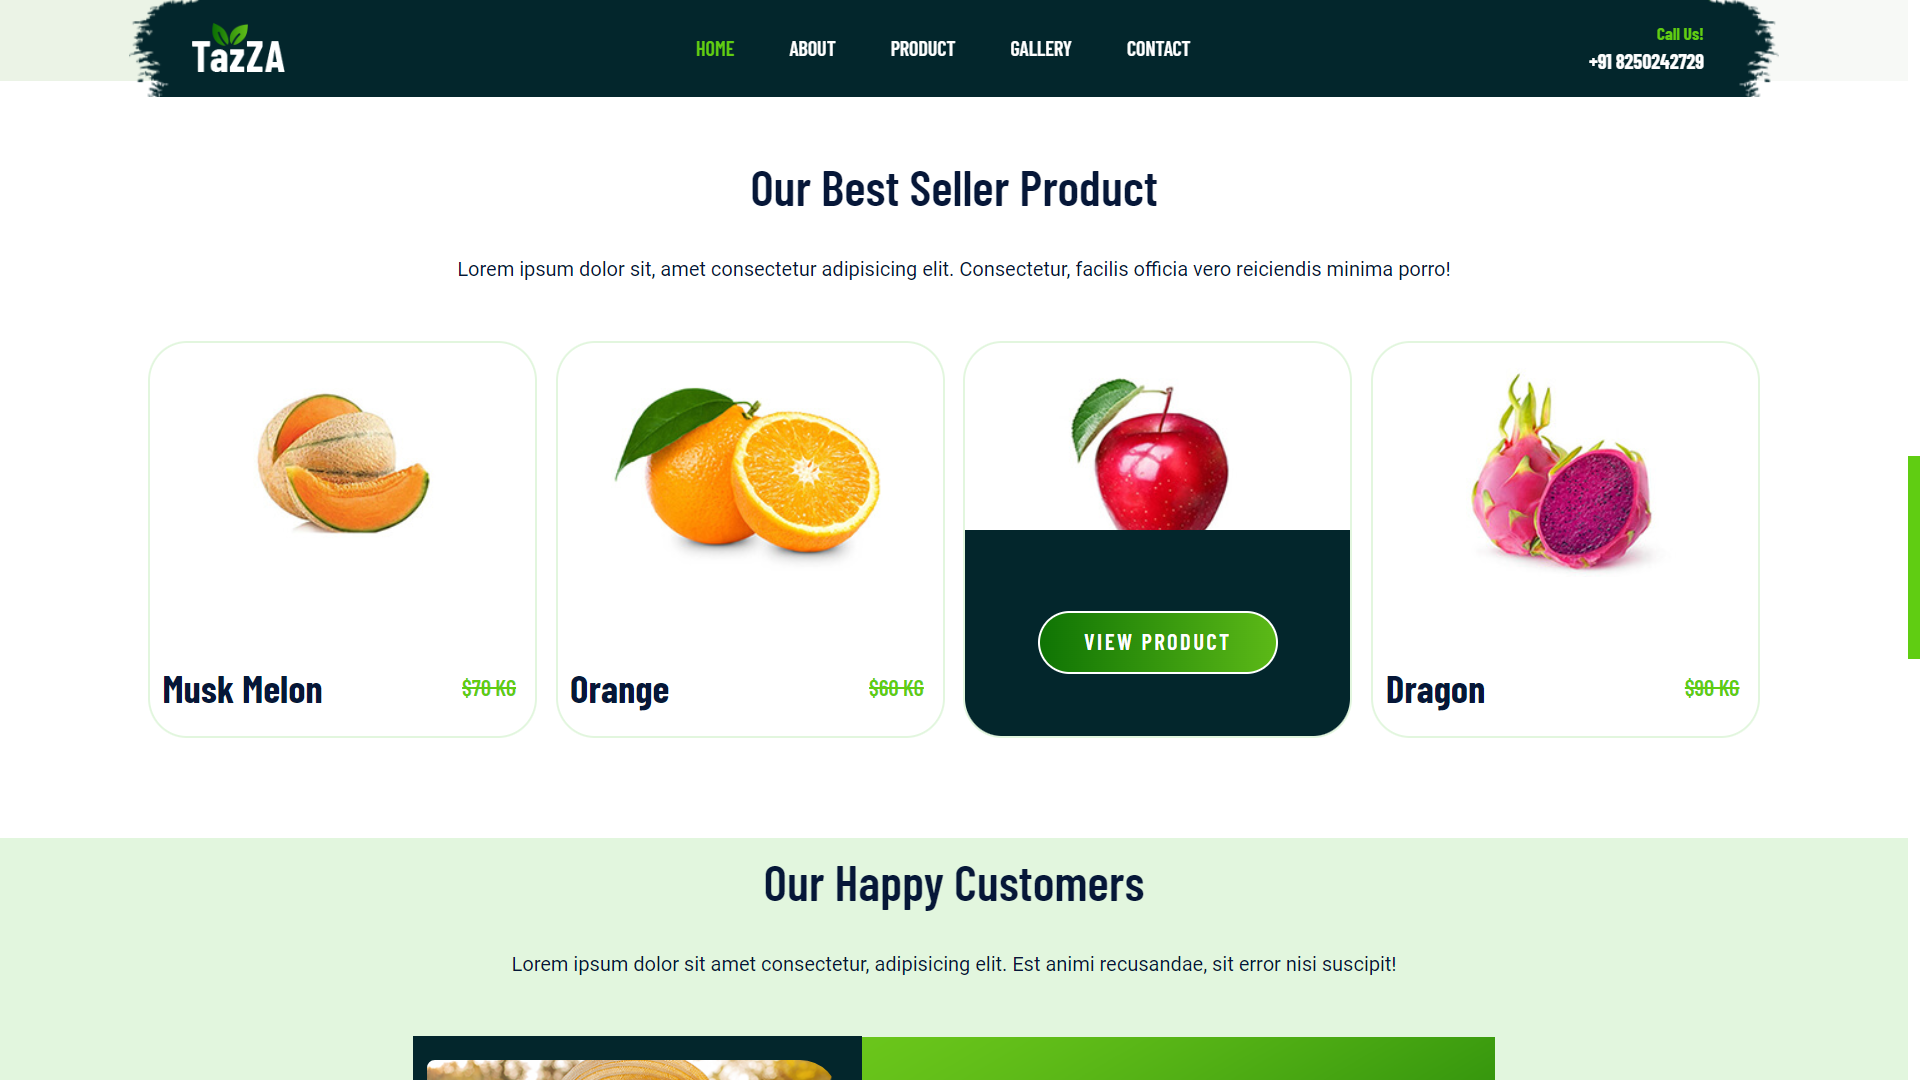 TazZA
HOME ABOUT PRODUCT GALLERY CONTACT
Call Us!
+91 8250242729
Our Best Seller Product
Lorem ipsum dolor sit, amet consectetur adipisicing elit. Consectetur, facilis officia vero reiciendis minima porro!
VIEW PRODUCT
Musk Melon $70 KG
Orange $60 KG
Dragon $90 KG
Our Happy Customers
Lorem ipsum dolor sit amet consectetur, adipisicing elit. Est animi recusandae, sit error nisi suscipit!